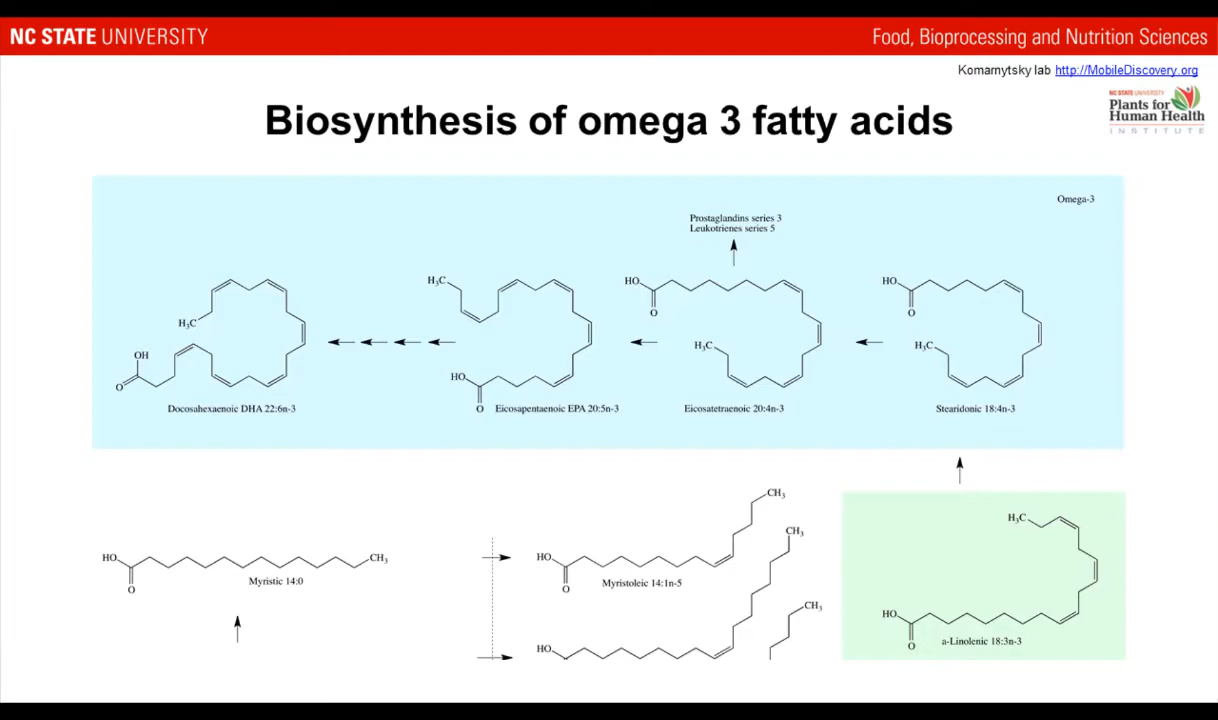 NC STATE UNIVERSITY
Food, Bioprocessing and Nutrition Sciences
Komarnytsky lab http://MobileDiscovery.org
NC STATE UNIVERSITY
Plants for
Human Health
INSTITUTE
Biosynthesis of omega 3 fatty acids
Omega-3
Prostaglandins series 3
Leukotrienes series 5
H3C
OH
O
Docosahexaenoic DHA 22:6n-3
H3C
HO
O
Eicosapentaenoic EPA 20:5n-3
HO
O
H3C
Eicosatetraenoic 20:4n-3
HO
O
H3C
Stearidonic 18:4n-3
HO
O
CH3
Myristic 14:0
CH3
HO
O
Myristoleic 14:1n-5
CH3
HO
CH3
H3C
HO
O
a-Linolenic 18:3n-3